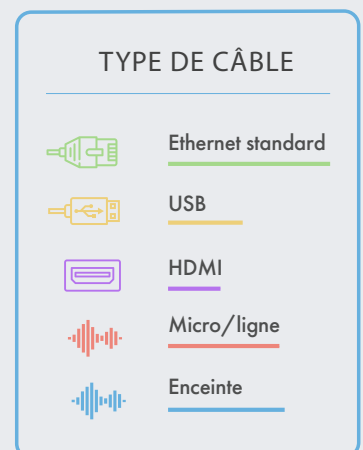 TYPE DE CÂBLE
Ethernet standard
USB
HDMI
Micro/ligne
Enceinte